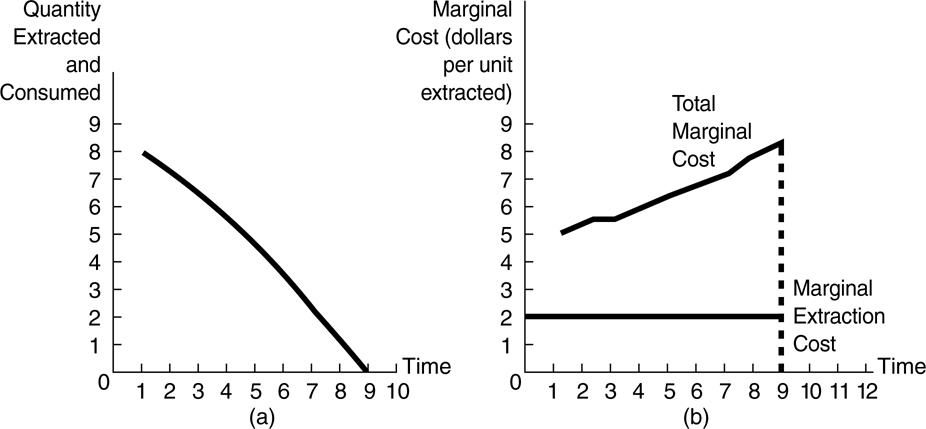 Quantity
Extracted
and
Consumed
9
8
7
6
5
4
3
2
1
0
1 2 3 4 5 6 7 8 9 10
Time
(a)
Marginal
Cost (dollars
per unit
extracted)
9
8
7
6
5
4
3
2
1
0
1 2 3 4 5 6 7 8 9 10 11 12
Time
Total
Marginal
Cost
Marginal
Extraction
Cost
(b)